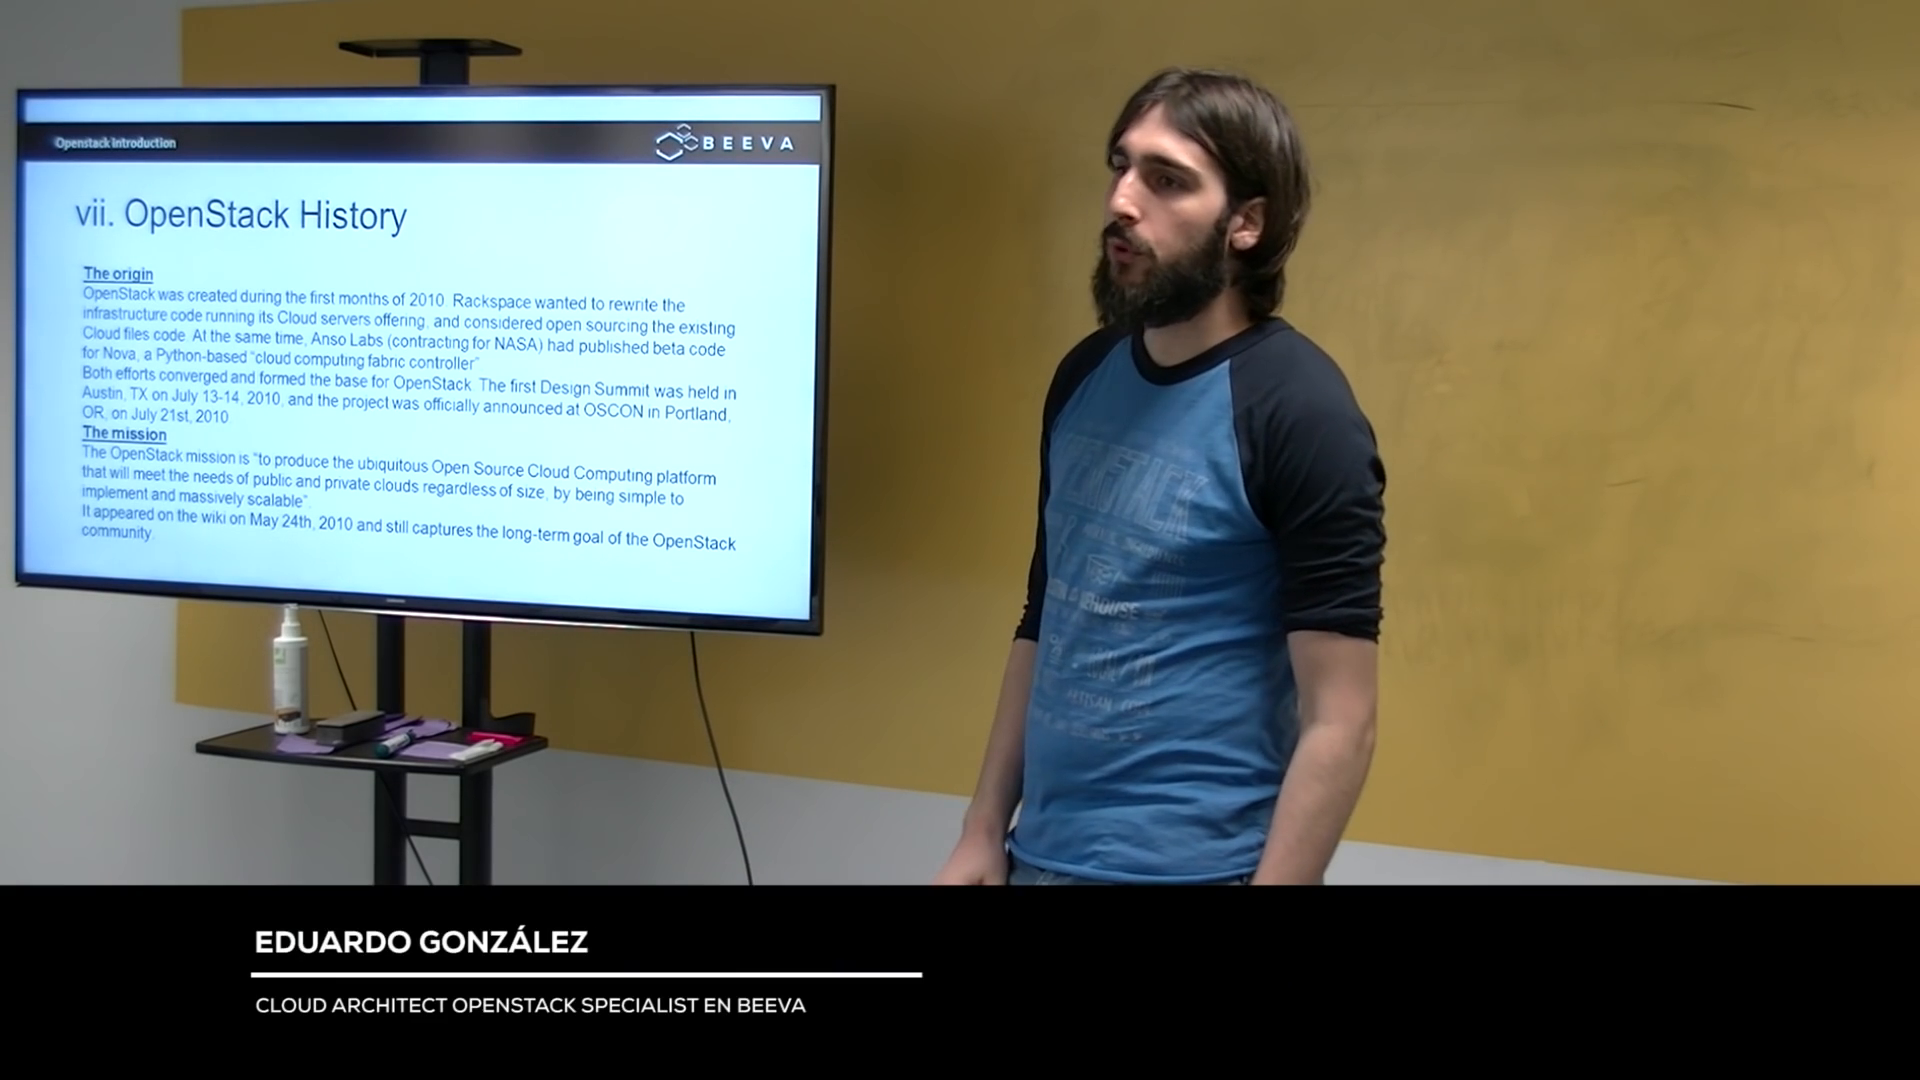 Openstack introduction
BEEVA
vii. OpenStack History
The origin
OpenStack was created during the first months of 2010. Rackspace wanted to rewrite the
infrastructure code running its Cloud servers offering, and considered open sourcing the existing
Cloud files code. At the same time, Anso Labs (contracting for NASA) had published beta code
for Nova, a Python-based "cloud computing fabric controller"
Both efforts converged and formed the base for OpenStack. The first Design Summit was held in
Austin, TX on July 13-14, 2010, and the project was officially announced at OSCON in Portland,
OR, on July 21st, 2010
The mission
The OpenStack mission is "to produce the ubiquitous Open Source Cloud Computing platform
that will meet the needs of public and private clouds regardless of size, by being simple to
implement and massively scalable".
It appeared on the wiki on May 24th, 2010 and still captures the long-term goal of the OpenStack
community.
EDUARDO GONZÁLEZ
CLOUD ARCHITECT OPENSTACK SPECIALIST EN BEEVA